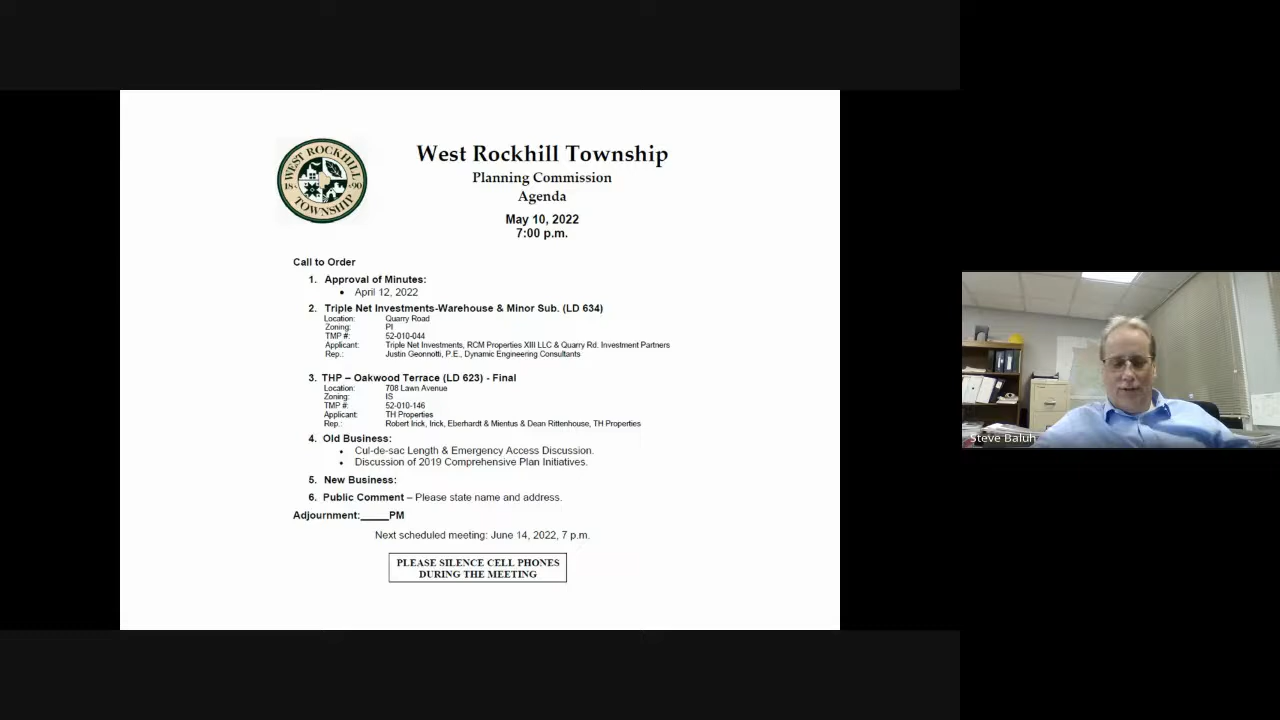 WEST ROCKHILL
18 90
TOWNSHIP
West Rockhill Township
Planning Commission
Agenda
May 10, 2022
7:00 p.m.
Call to Order
1. Approval of Minutes:
• April 12, 2022
2. Triple Net Investments-Warehouse & Minor Sub. (LD 634)
Location: Quarry Road
Zoning: PI
TMP #: 52-010-044
Applicant: Triple Net Investments, RCM Properties XIII LLC & Quarry Rd. Investment Partners
Rep.: Justin Geonnotti, P.E., Dynamic Engineering Consultants
3. THP – Oakwood Terrace (LD 623) - Final
Location: 708 Lawn Avenue
Zoning: IS
TMP #: 52-010-146
Applicant: TH Properties
Rep.: Robert Irick, Irick, Eberhardt & Mientus & Dean Rittenhouse, TH Properties
4. Old Business:
• Cul-de-sac Length & Emergency Access Discussion.
• Discussion of 2019 Comprehensive Plan Initiatives.
5. New Business:
6. Public Comment – Please state name and address.
Adjournment:_____PM
Next scheduled meeting: June 14, 2022, 7 p.m.
PLEASE SILENCE CELL PHONES
DURING THE MEETING
Steve Baluh